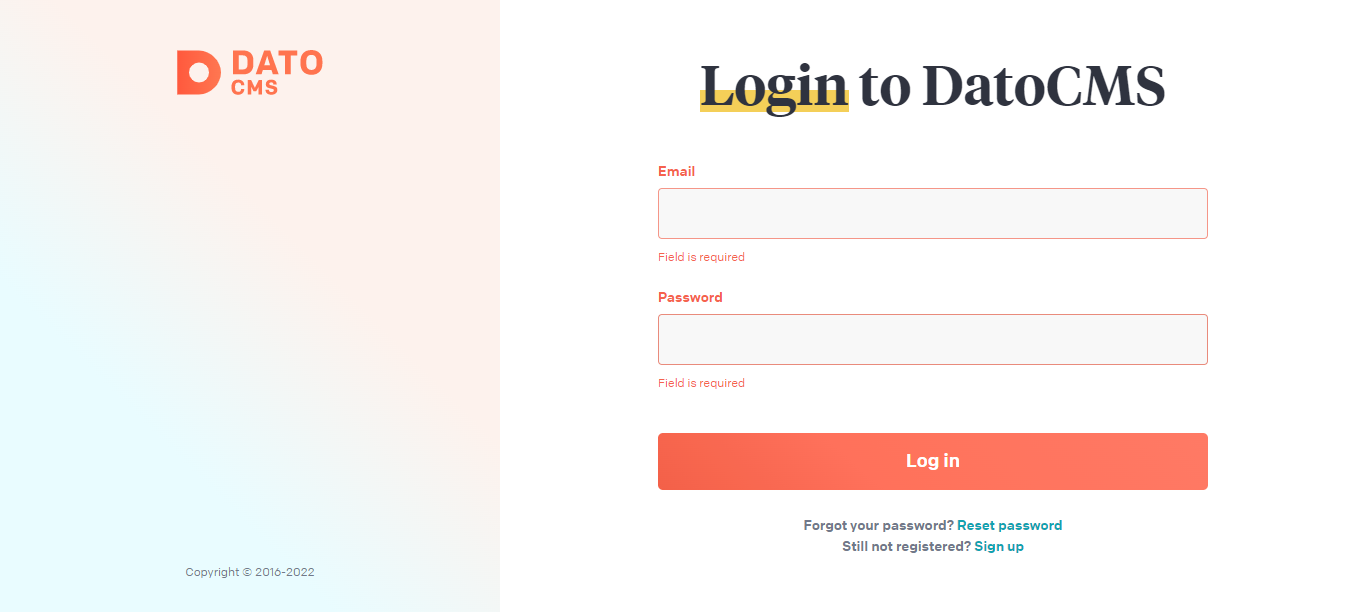 DATO
CMS
Login to DatoCMS
Email
Field is required
Password
Field is required
Log in
Forgot your password? Reset password
Still not registered? Sign up
Copyright © 2016-2022